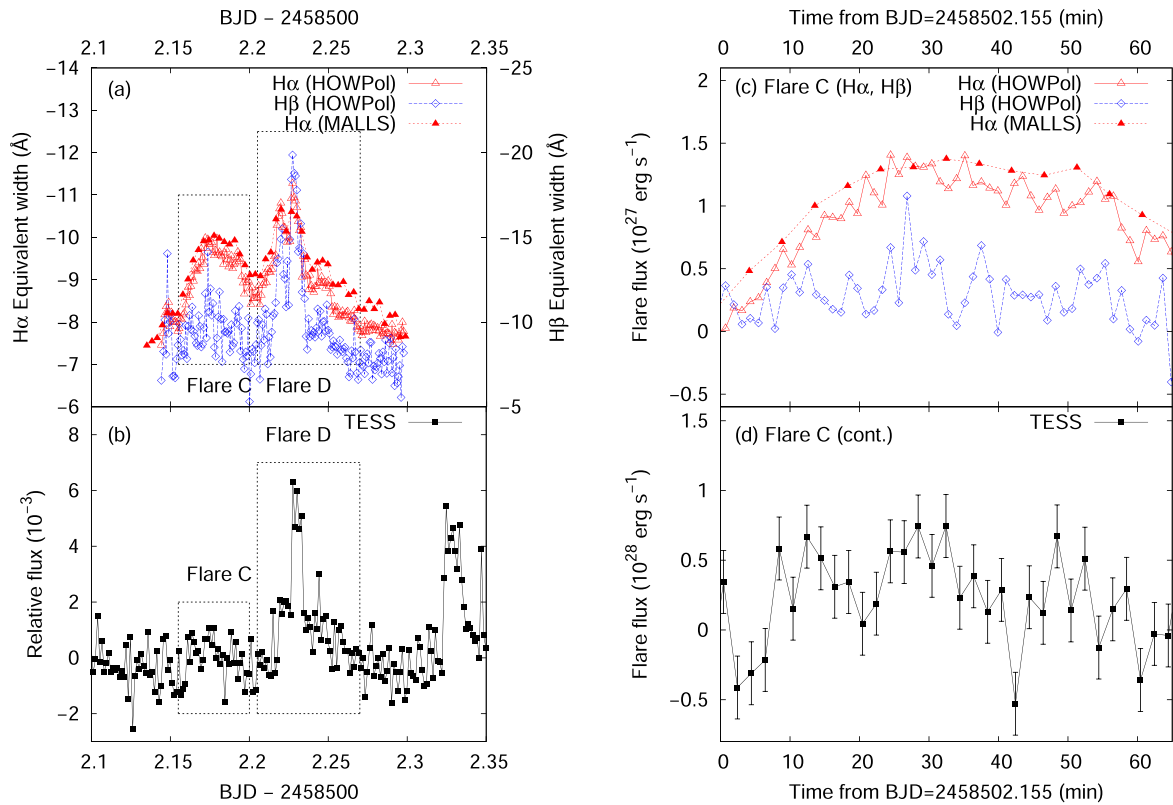 BJD − 2458500
2.1 2.15 2.2 2.25 2.3 2.35
(a)
Hα (HOWPol)
Hβ (HOWPol)
Hα (MALLS)
Hα Equivalent width (Å)
-14
-13
-12
-11
-10
-9
-8
-7
-6
Hβ Equivalent width (Å)
-25
-20
-15
-10
-5
Flare C Flare D
(b)
TESS
Flare D
Flare C
Relative flux (10⁻³)
8
6
4
2
0
-2
2.1 2.15 2.2 2.25 2.3 2.35
BJD − 2458500
Time from BJD=2458502.155 (min)
0 10 20 30 40 50 60
(c) Flare C (Hα, Hβ)
Hα (HOWPol)
Hβ (HOWPol)
Hα (MALLS)
Flare flux (10²⁷ erg s⁻¹)
2
1.5
1
0.5
0
-0.5
(d) Flare C (cont.)
TESS
Flare flux (10²⁸ erg s⁻¹)
1.5
1
0.5
0
-0.5
0 10 20 30 40 50 60
Time from BJD=2458502.155 (min)